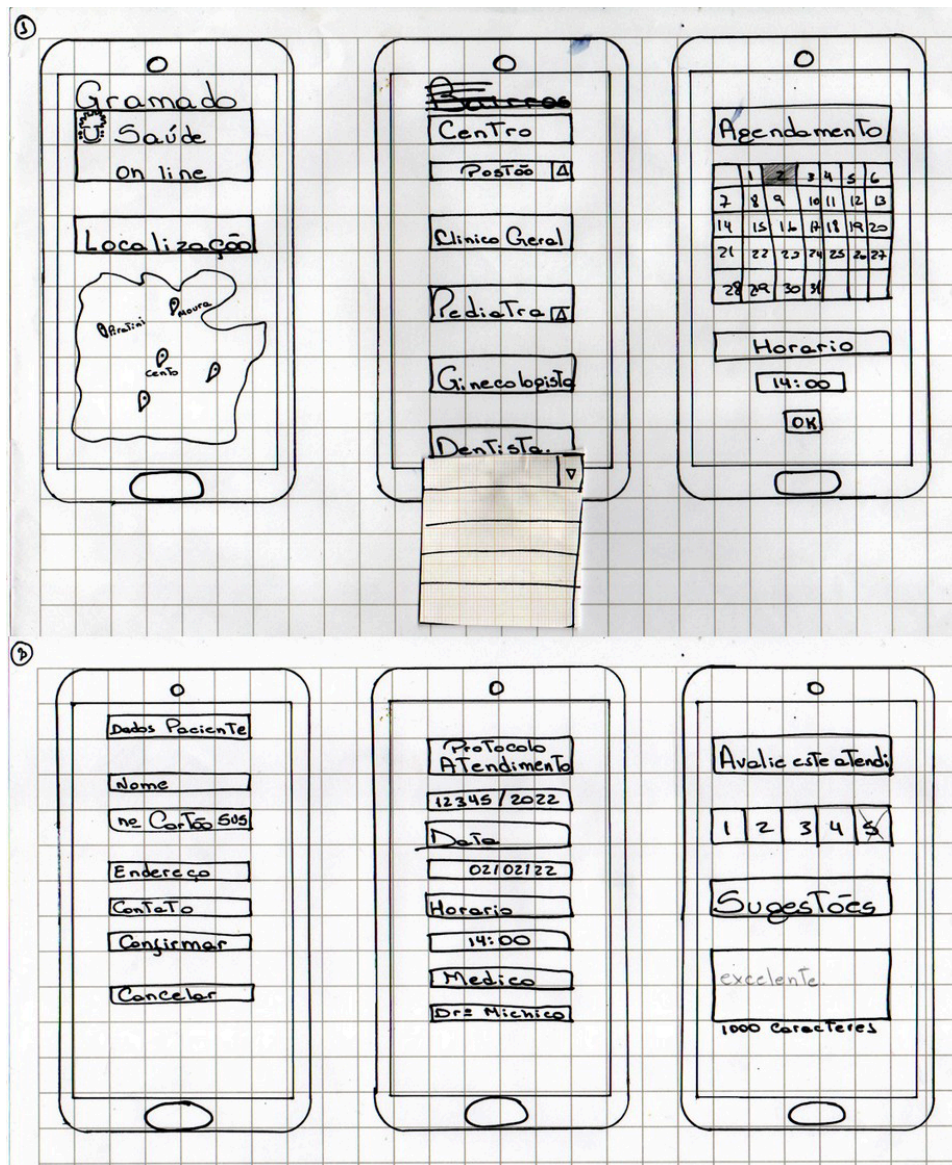 1
Gramado
Saúde
on line
Localização
Moura
Piratini
Cento
Bairros
Centro
Postão
Clinico Geral
Pediatra
Ginecologista
Dentista.
Agendamento
1 2 3 4 5 6
7 8 9 10 11 12 13
14 15 16 17 18 19 20
21 22 23 24 25 26 27
28 29 30 31
Horario
14:00
OK
Dados Paciente
Nome
nº Cartão SUS
Endereço
Contato
Confirmar
Cancelar
Protocolo
Atendimento
12345/2022
Data
02/02/22
Horario
14:00
Medico
Drª Michico
Avalie este atendi
1 2 3 4 5
Sugestões
excelente
1000 caracteres